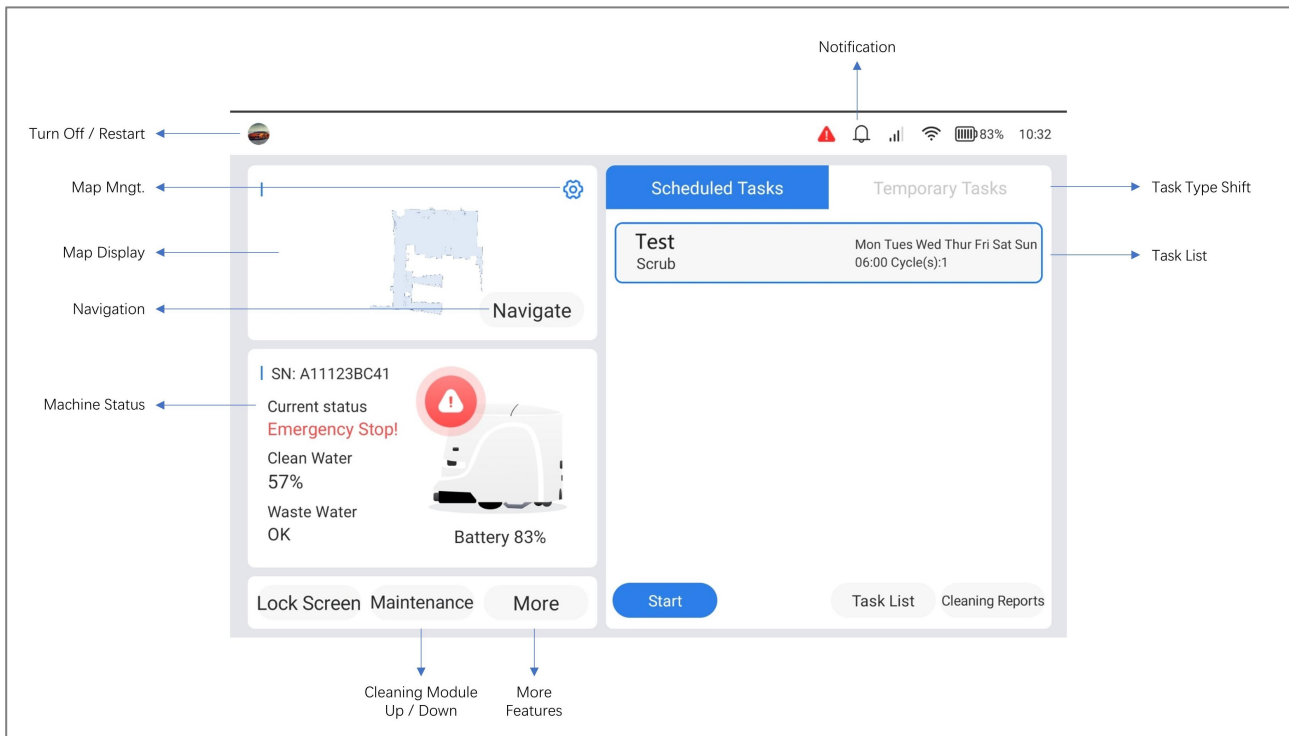 Notification
Turn Off / Restart
83% 10:32
Map Mngt.
Scheduled Tasks
Temporary Tasks
Task Type Shift
Map Display
Test
Scrub
Mon Tues Wed Thur Fri Sat Sun
06:00 Cycle(s):1
Task List
Navigation
Navigate
SN: A11123BC41
Machine Status
Current status
Emergency Stop!
Clean Water
57%
Waste Water
OK
Battery 83%
Lock Screen Maintenance More
Start
Task List Cleaning Reports
Cleaning Module
Up / Down
More
Features